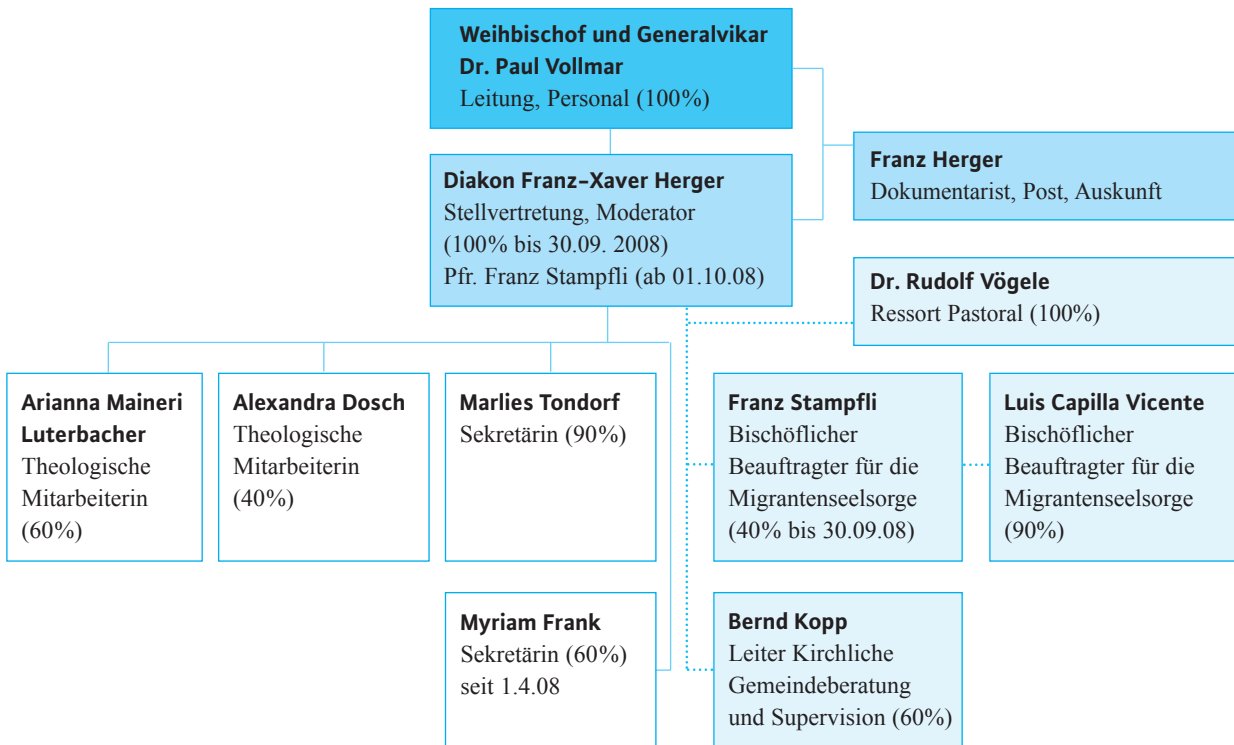 Weihbischof und Generalvikar
Dr. Paul Vollmar
Leitung, Personal (100%)
Diakon Franz-Xaver Herger
Stellvertretung, Moderator
(100% bis 30.09. 2008)
Pfr. Franz Stampfli (ab 01.10.08)
Franz Herger
Dokumentarist, Post, Auskunft
Dr. Rudolf Vögele
Ressort Pastoral (100%)
Arianna Maineri
Luterbacher
Theologische
Mitarbeiterin
(60%)
Alexandra Dosch
Theologische
Mitarbeiterin
(40%)
Marlies Tondorf
Sekretärin (90%)
Franz Stampfli
Bischöflicher
Beauftragter für die
Migrantenseelsorge
(40% bis 30.09.08)
Luis Capilla Vicente
Bischöflicher
Beauftragter für die
Migrantenseelsorge
(90%)
Myriam Frank
Sekretärin (60%)
seit 1.4.08
Bernd Kopp
Leiter Kirchliche
Gemeindeberatung
und Supervision (60%)